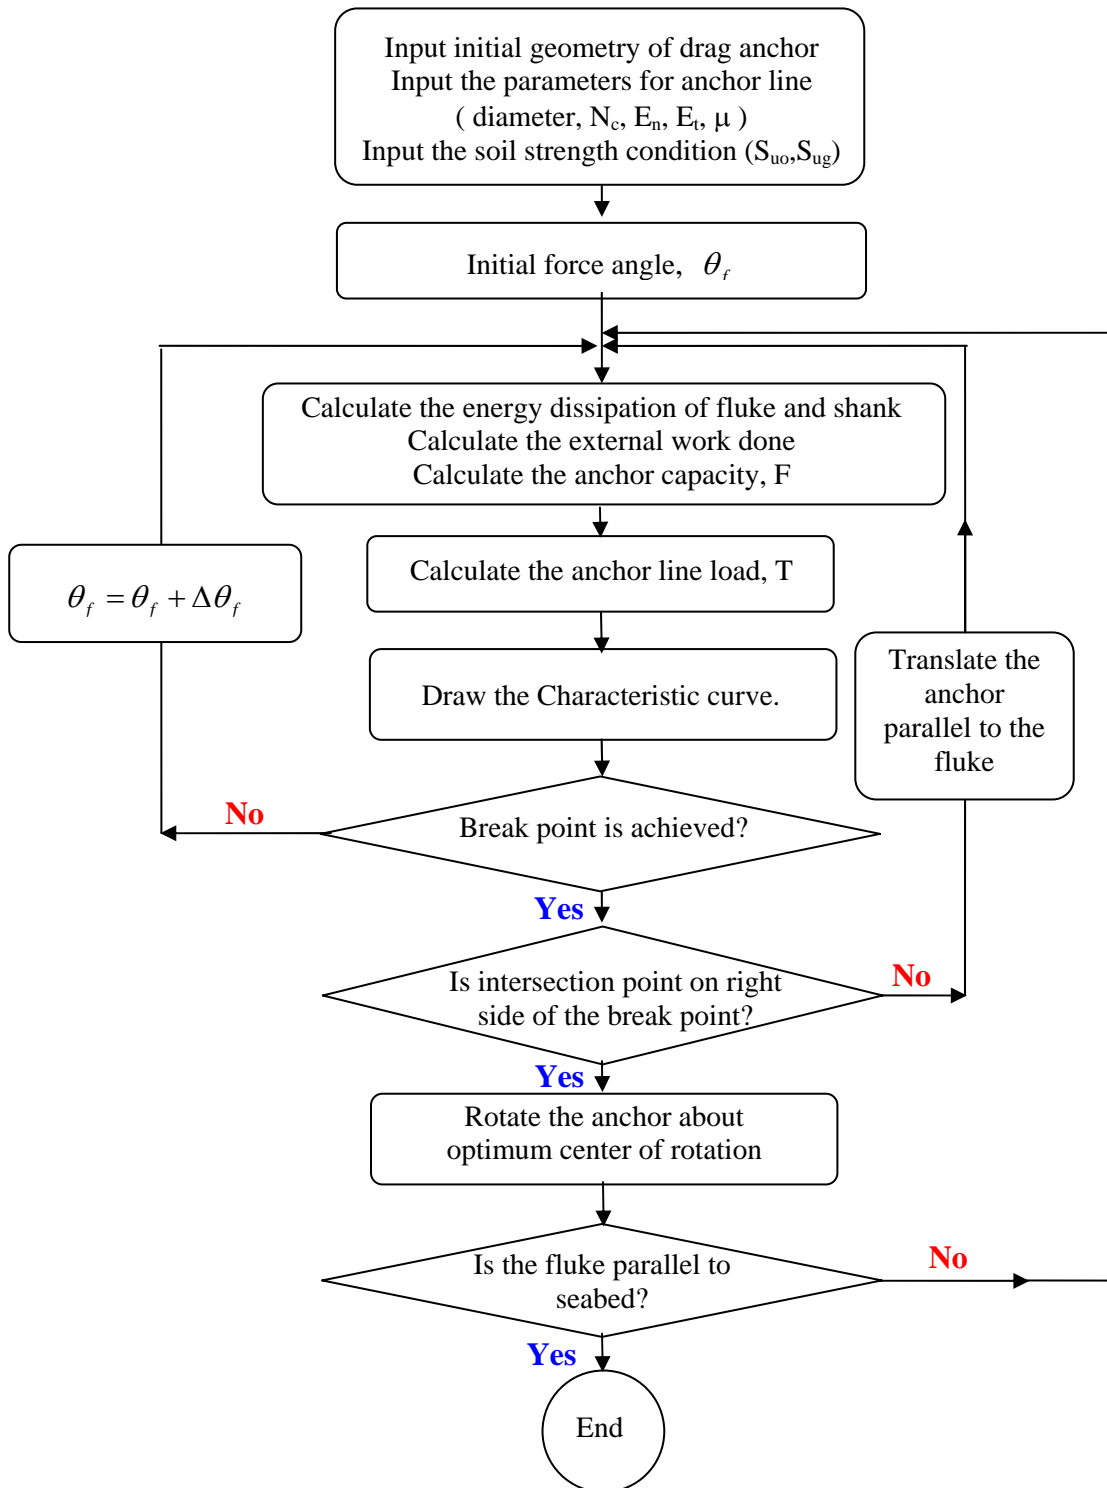 Input initial geometry of drag anchor
Input the parameters for anchor line
( diameter, Nc, En, Et, μ )
Input the soil strength condition (Suo,Sug)
Initial force angle, θf
Calculate the energy dissipation of fluke and shank
Calculate the external work done
Calculate the anchor capacity, F
Calculate the anchor line load, T
θf = θf + Δθf
Translate the
anchor
parallel to the
fluke
Draw the Characteristic curve.
No
Break point is achieved?
Yes
Is intersection point on right
side of the break point?
No
Yes
Rotate the anchor about
optimum center of rotation
Is the fluke parallel to
seabed?
No
Yes
End